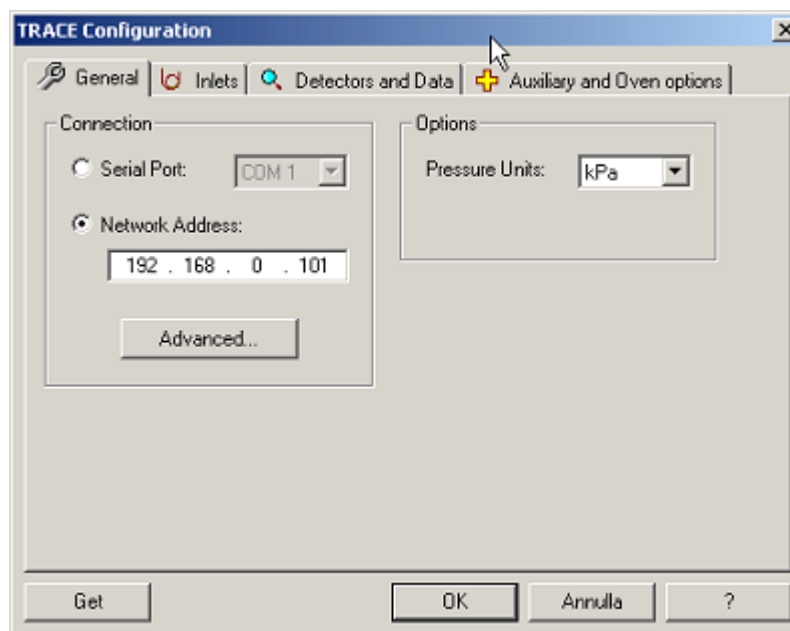 TRACE Configuration
General Inlets Detectors and Data Auxiliary and Oven options
Connection
Serial Port: COM 1
Network Address:
192 . 168 . 0 . 101
Advanced...
Options
Pressure Units: kPa
Get OK Annulla ?